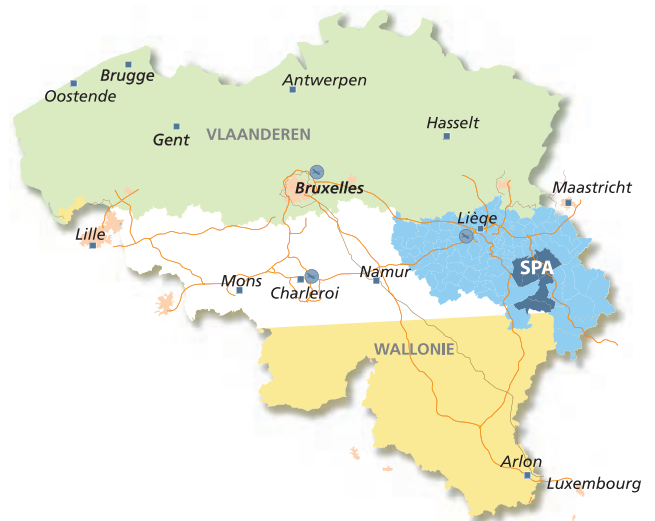 Brugge
Oostende
Antwerpen
Gent
VLAANDEREN
Hasselt
Bruxelles
Maastricht
Lille
Liège
SPA
Mons
Charleroi
Namur
WALLONIE
Arlon
Luxembourg